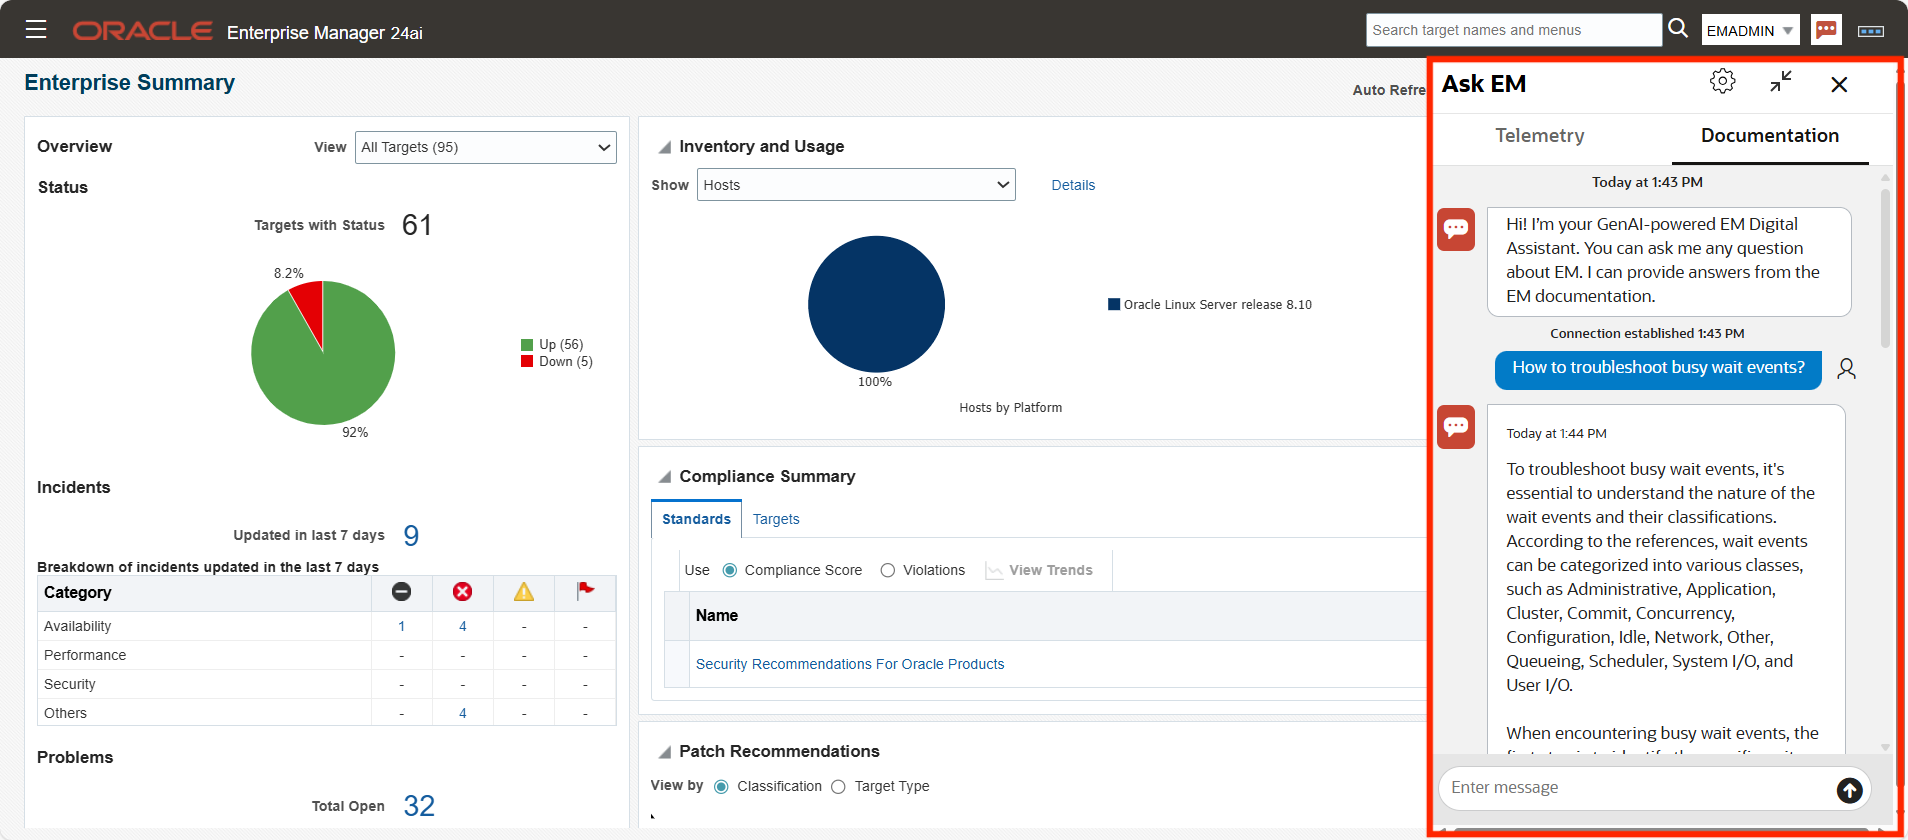 ORACLE Enterprise Manager 24ai
Search target names and menus
EMADMIN
Enterprise Summary
Auto Refre
Overview
View All Targets (95)
Status
Targets with Status 61
8.2%
92%
Up (56)
Down (5)
Incidents
Updated in last 7 days 9
Breakdown of incidents updated in the last 7 days
Category
Availability 1 4 - -
Performance - - - -
Security - - - -
Others - 4 - -
Problems
Total Open 32
Inventory and Usage
Show Hosts Details
Oracle Linux Server release 8.10
100%
Hosts by Platform
Compliance Summary
Standards Targets
Use Compliance Score Violations View Trends
Name
Security Recommendations For Oracle Products
Patch Recommendations
View by Classification Target Type
Ask EM
Telemetry Documentation
Today at 1:43 PM
Hi! I'm your GenAI-powered EM Digital
Assistant. You can ask me any question
about EM. I can provide answers from the
EM documentation.
Connection established 1:43 PM
How to troubleshoot busy wait events?
Today at 1:44 PM
To troubleshoot busy wait events, it's
essential to understand the nature of the
wait events and their classifications.
According to the references, wait events
can be categorized into various classes,
such as Administrative, Application,
Cluster, Commit, Concurrency,
Configuration, Idle, Network, Other,
Queueing, Scheduler, System I/O, and
User I/O.
When encountering busy wait events, the
Enter message